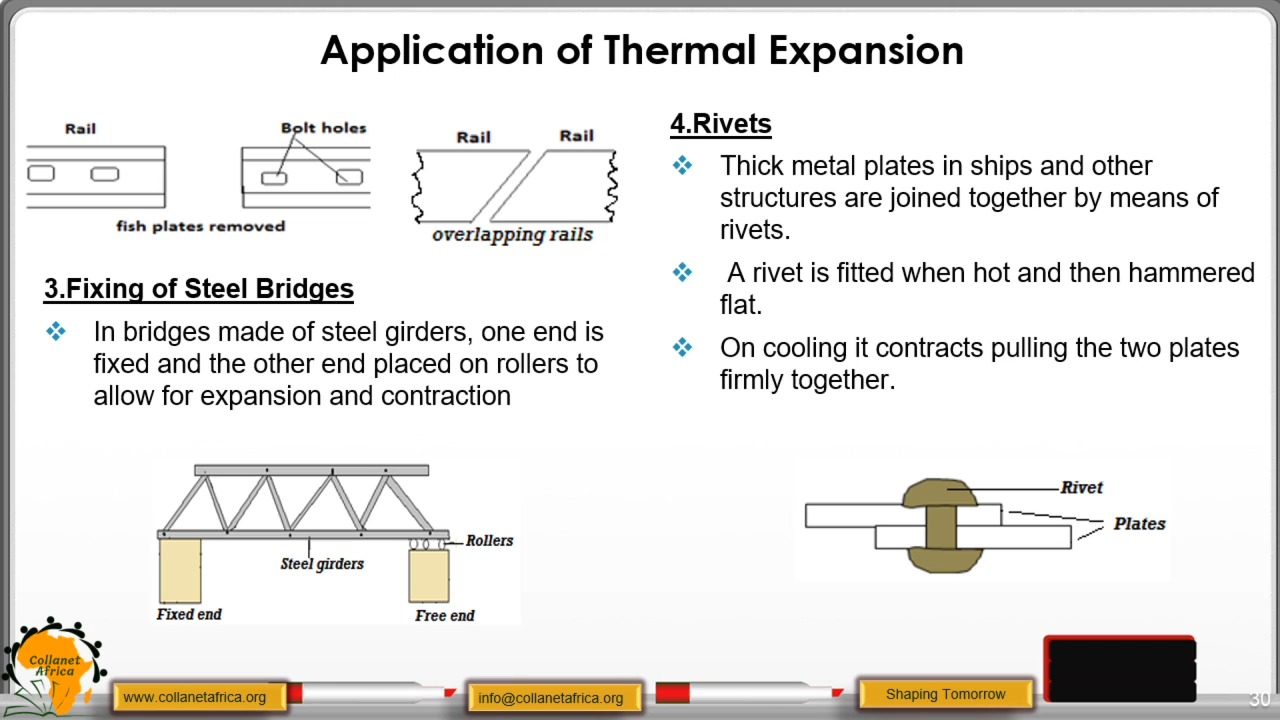 Application of Thermal Expansion
Rail
Bolt holes
fish plates removed
Rail
Rail
overlapping rails
3.Fixing of Steel Bridges
In bridges made of steel girders, one end is
fixed and the other end placed on rollers to
allow for expansion and contraction
Rollers
Steel girders
Fixed end
Free end
4.Rivets
Thick metal plates in ships and other
structures are joined together by means of
rivets.
A rivet is fitted when hot and then hammered
flat.
On cooling it contracts pulling the two plates
firmly together.
Rivet
Plates
Collanet
Africa
www.collanetafrica.org
info@collanetafrica.org
Shaping Tomorrow
30